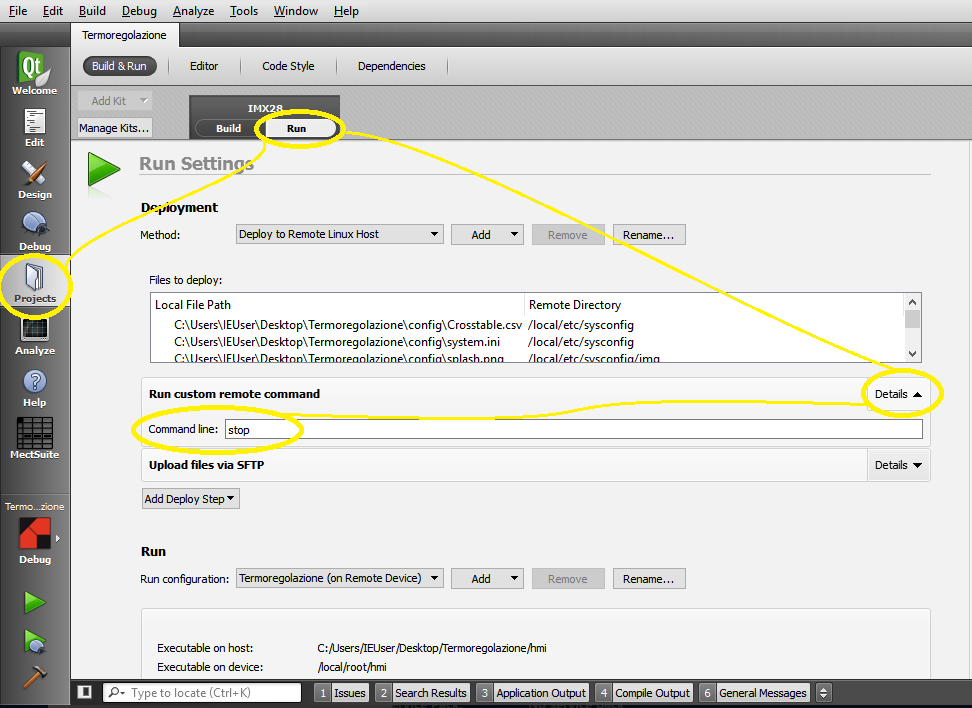 File Edit Build Debug Analyze Tools Window Help
Termoregolazione
Build & Run Editor Code Style Dependencies
Qt
Welcome
Edit
Design
Debug
Projects
Analyze
Help
MectSuite
Termo...zione
Debug
Add Kit
Manage Kits...
IMX28
Build Run
Run Settings
Deployment
Method: Deploy to Remote Linux Host Add Remove Rename...
Files to deploy:
Local File Path Remote Directory
C:\Users\IEUser\Desktop\Termoregolazione\config\Crosstable.csv /local/etc/sysconfig
C:\Users\IEUser\Desktop\Termoregolazione\config\system.ini /local/etc/sysconfig
C:\Users\IEUser\Desktop\Termoregolazione\config\splash.png /local/etc/sysconfig/img
Run custom remote command Details
Command line: stop
Upload files via SFTP Details
Add Deploy Step
Run
Run configuration: Termoregolazione (on Remote Device) Add Remove Rename...
Executable on host: C:/Users/IEUser/Desktop/Termoregolazione/hmi
Executable on device: /local/root/hmi
Type to locate (Ctrl+K) 1 Issues 2 Search Results 3 Application Output 4 Compile Output 6 General Messages